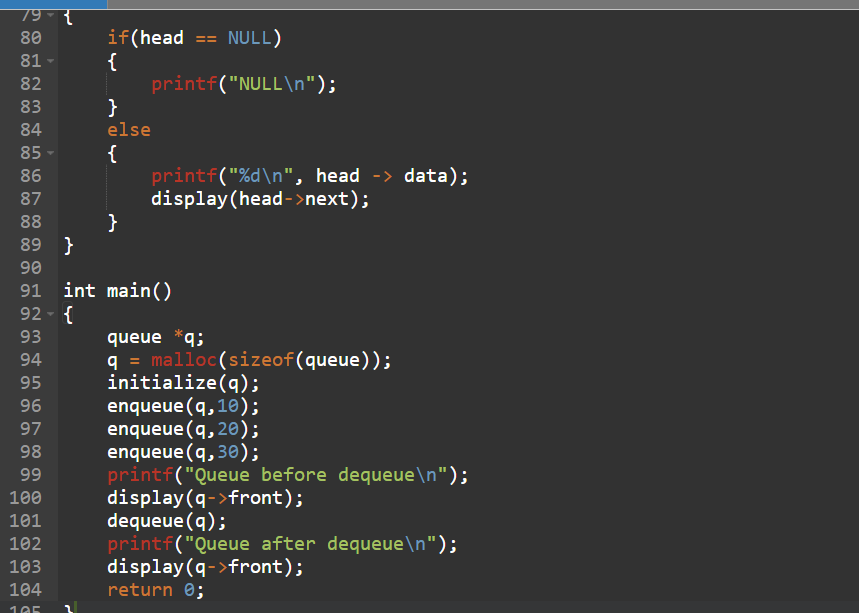 79 {
80 if(head == NULL)
81 {
82 printf("NULL\n");
83 }
84 else
85 {
86 printf("%d\n", head -> data);
87 display(head->next);
88 }
89 }
90
91 int main()
92 {
93 queue *q;
94 q = malloc(sizeof(queue));
95 initialize(q);
96 enqueue(q,10);
97 enqueue(q,20);
98 enqueue(q,30);
99 printf("Queue before dequeue\n");
100 display(q->front);
101 dequeue(q);
102 printf("Queue after dequeue\n");
103 display(q->front);
104 return 0;
105 }